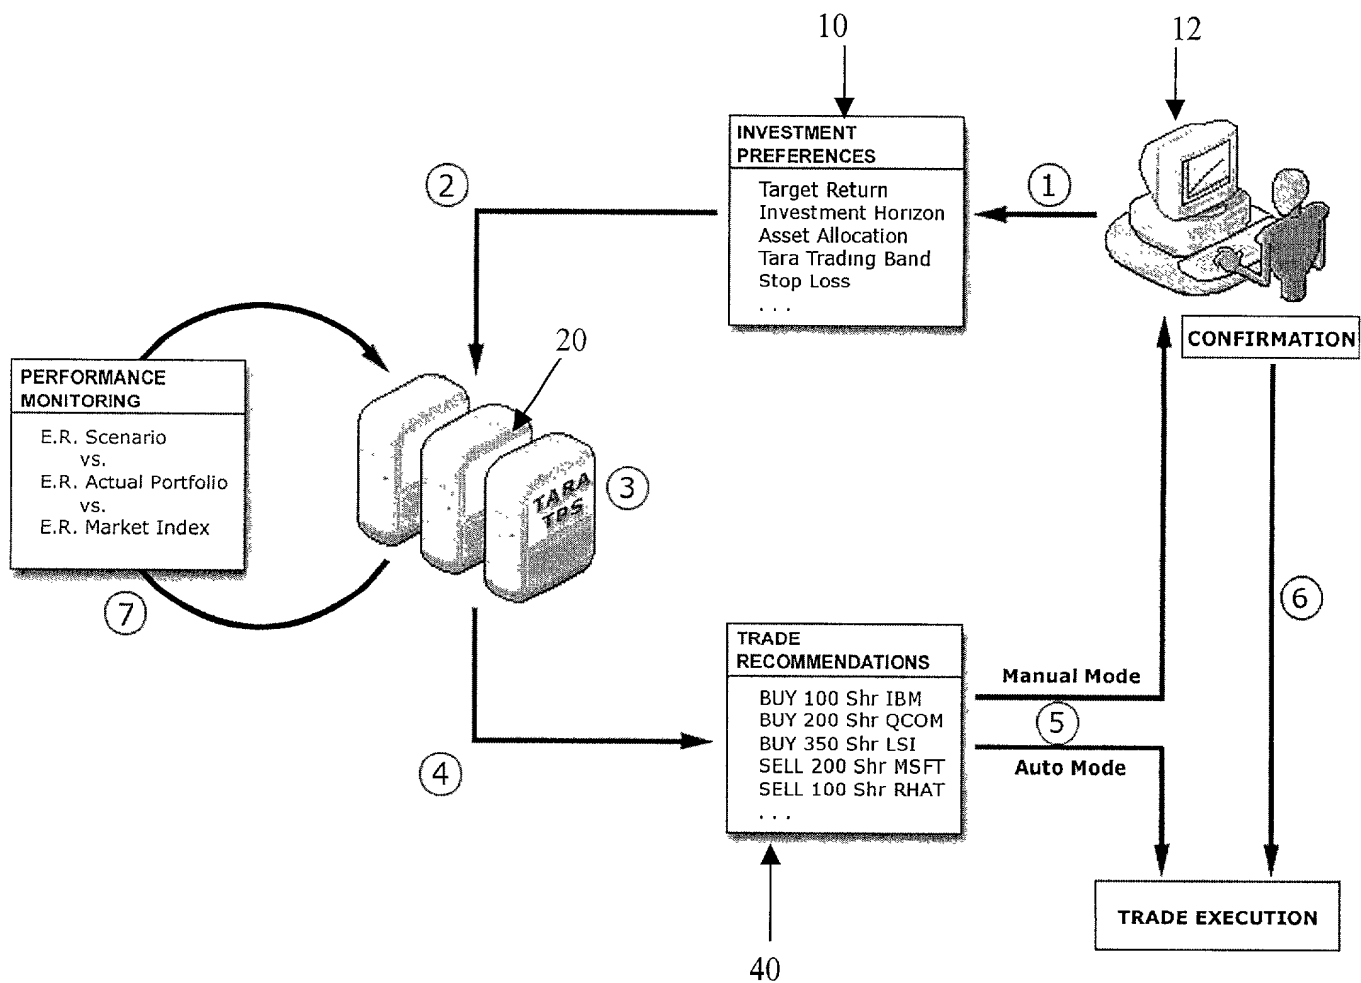 10
12
INVESTMENT
PREFERENCES
Target Return
Investment Horizon
Asset Allocation
Tara Trading Band
Stop Loss
. . .
1
2
CONFIRMATION
20
PERFORMANCE
MONITORING
E.R. Scenario
vs.
E.R. Actual Portfolio
vs.
E.R. Market Index
TARA
TPS
3
7
6
TRADE
RECOMMENDATIONS
BUY 100 Shr IBM
BUY 200 Shr QCOM
BUY 350 Shr LSI
SELL 200 Shr MSFT
SELL 100 Shr RHAT
. . .
Manual Mode
5
Auto Mode
4
TRADE EXECUTION
40